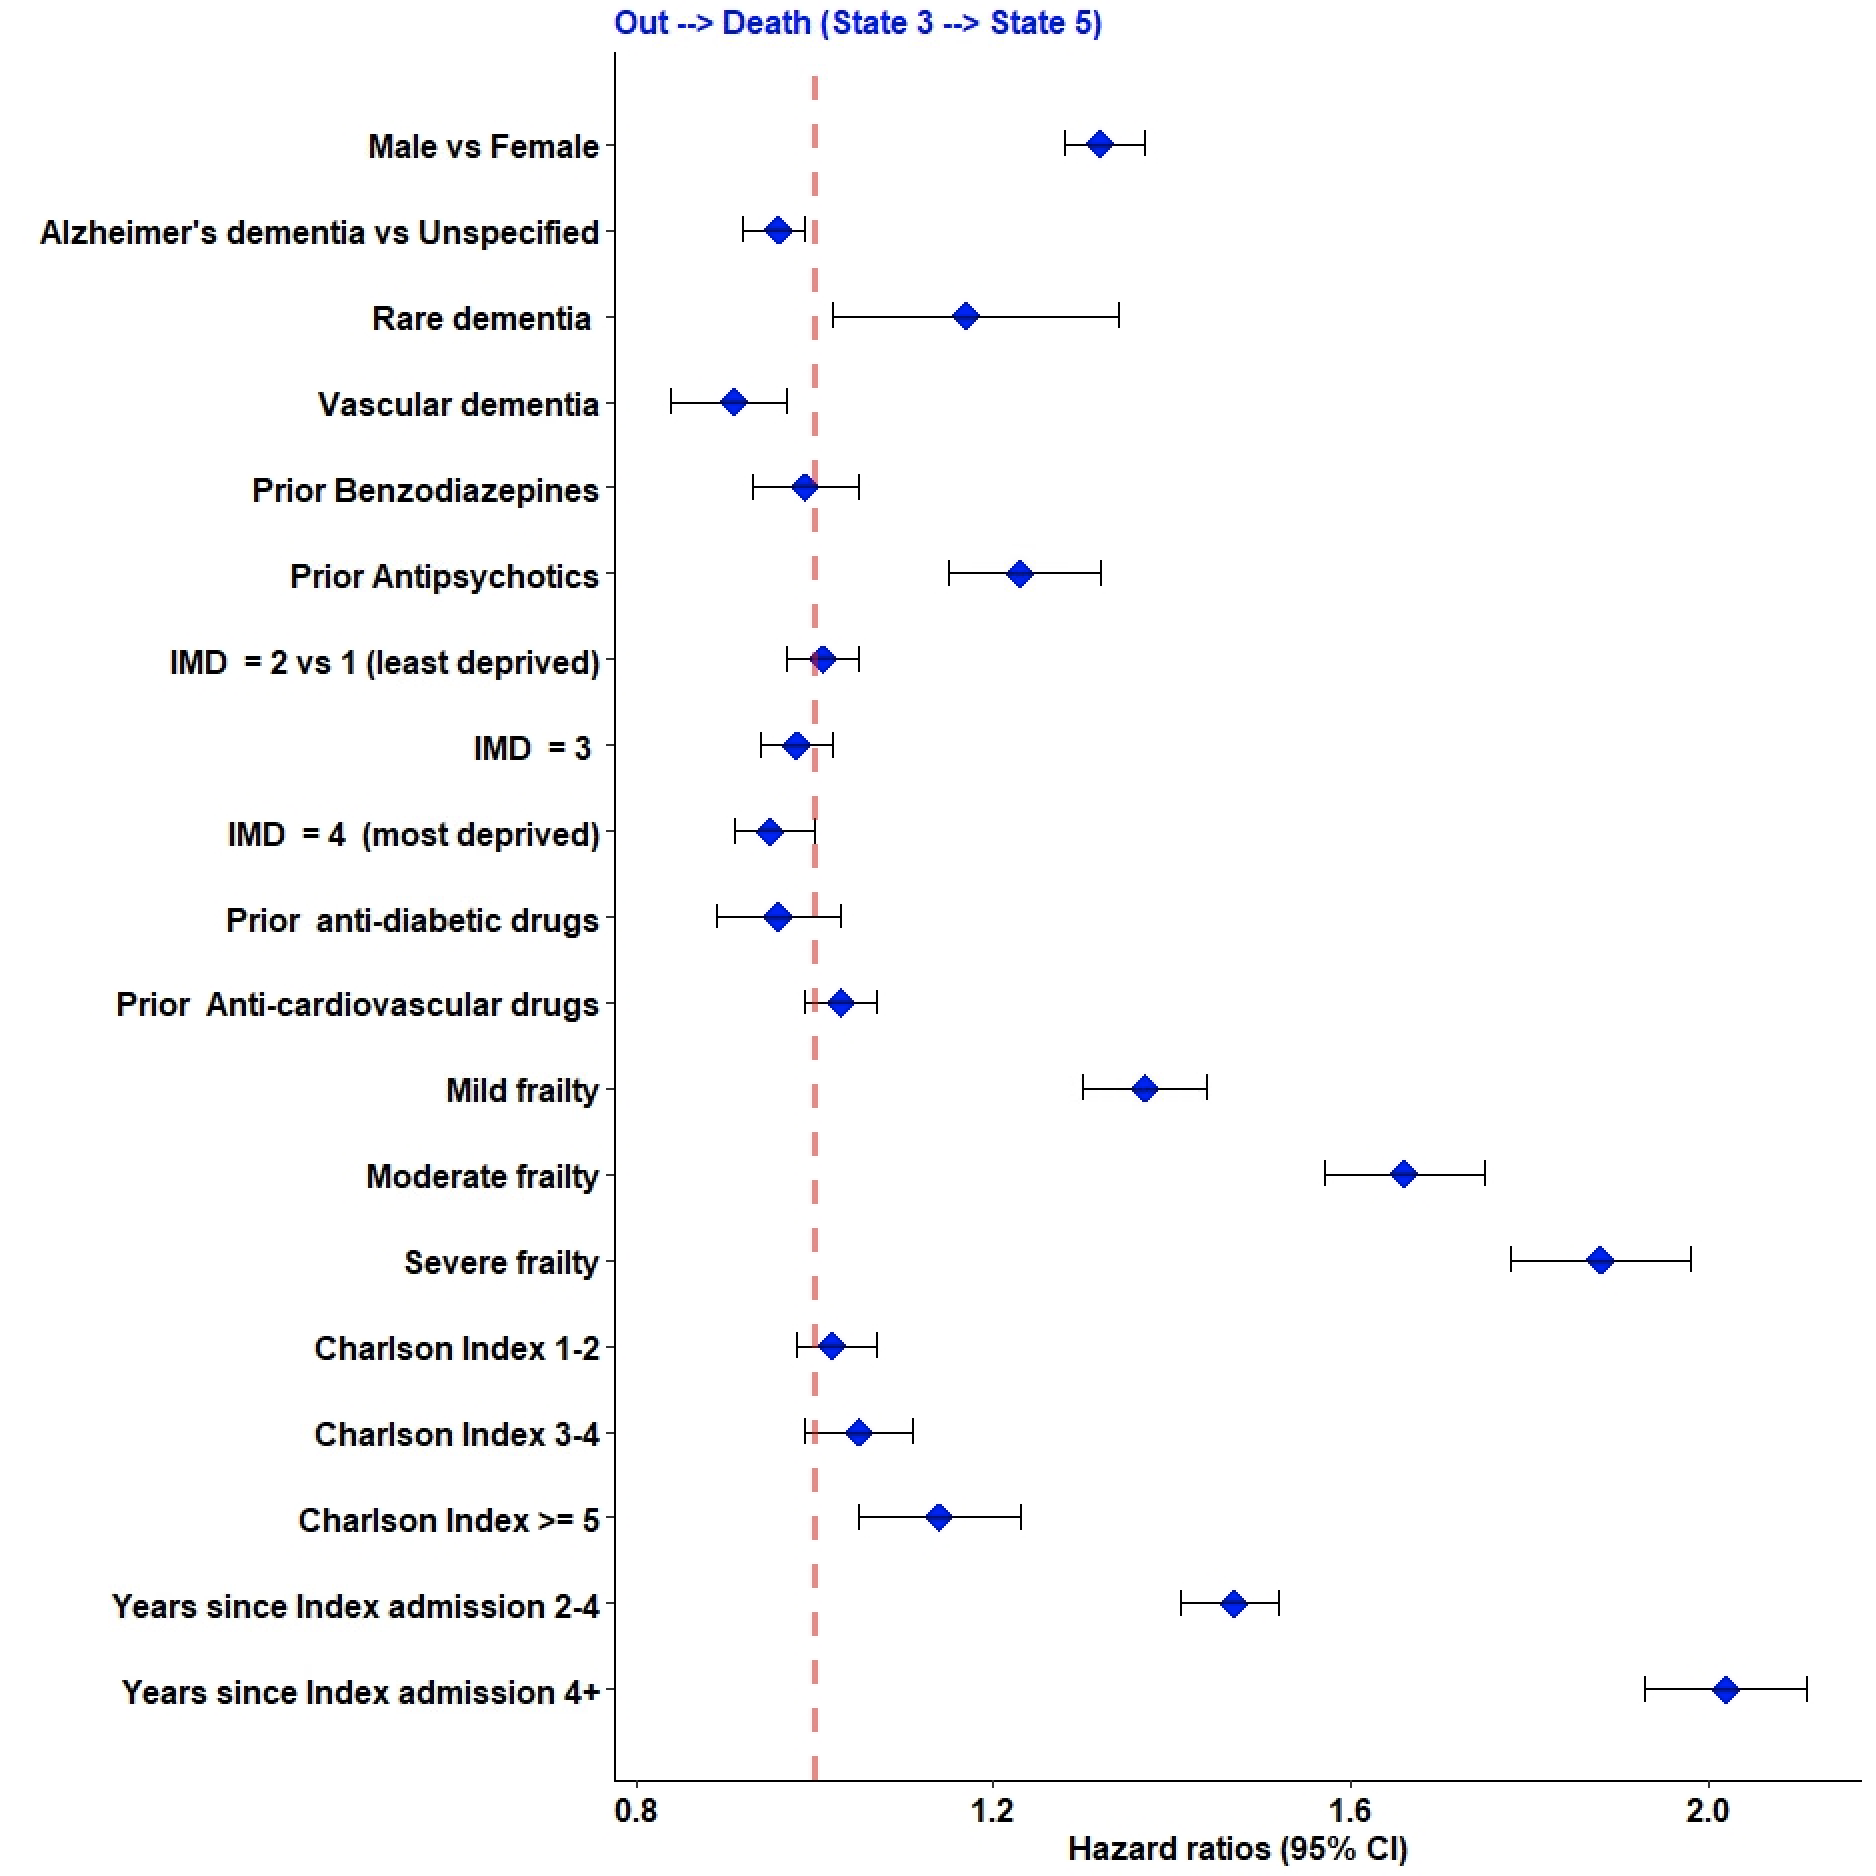 Out --> Death (State 3 --> State 5)
Male vs Female
Alzheimer's dementia vs Unspecified
Rare dementia
Vascular dementia
Prior Benzodiazepines
Prior Antipsychotics
IMD  = 2 vs 1 (least deprived)
IMD  = 3
IMD  = 4  (most deprived)
Prior  anti-diabetic drugs
Prior  Anti-cardiovascular drugs
Mild frailty
Moderate frailty
Severe frailty
Charlson Index 1-2
Charlson Index 3-4
Charlson Index >= 5
Years since Index admission 2-4
Years since Index admission 4+
0.8 1.2 1.6 2.0
Hazard ratios (95% CI)